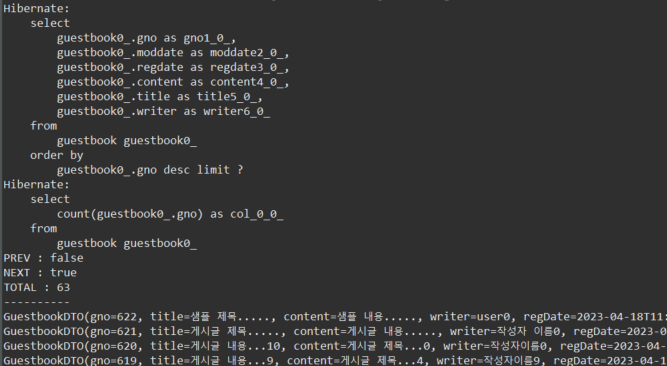 Hibernate:
    select
        guestbook0_.gno as gno1_0_,
        guestbook0_.moddate as moddate2_0_,
        guestbook0_.regdate as regdate3_0_,
        guestbook0_.content as content4_0_,
        guestbook0_.title as title5_0_,
        guestbook0_.writer as writer6_0_
    from
        guestbook guestbook0_
    order by
        guestbook0_.gno desc limit ?
Hibernate:
    select
        count(guestbook0_.gno) as col_0_0_
    from
        guestbook guestbook0_
PREV : false
NEXT : true
TOTAL : 63
----------
GuestbookDTO(gno=622, title=샘플 제목....., content=샘플 내용....., writer=user0, regDate=2023-04-18T11:
GuestbookDTO(gno=621, title=게시글 제목....., content=게시글 내용....., writer=작성자 이름0, regDate=2023-0
GuestbookDTO(gno=620, title=게시글 내용...10, content=게시글 제목...0, writer=작성자이름0, regDate=2023-04-
GuestbookDTO(gno=619, title=게시글 내용...9, content=게시글 제목...4, writer=작성자이름9, regDate=2023-04-1